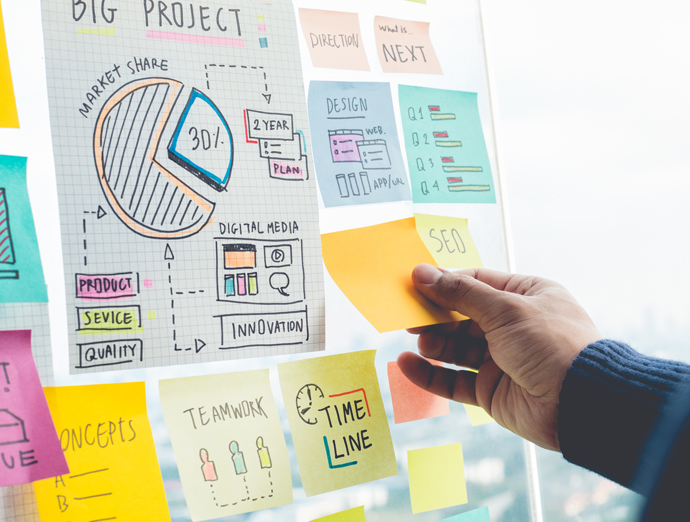 BIG PROJECT
MARKET SHARE
30%
2 YEAR
PLAN
PRODUCT
SEVICE
QUALITY
DIGITAL MEDIA
INNOVATION
DIRECTION
What is..
NEXT
DESIGN
WEB.
APP/URL
Q1
Q2
Q3
Q4
SEO
T!
UE
ONCEPTS
A
B
TEAMWORK
TIME
LINE